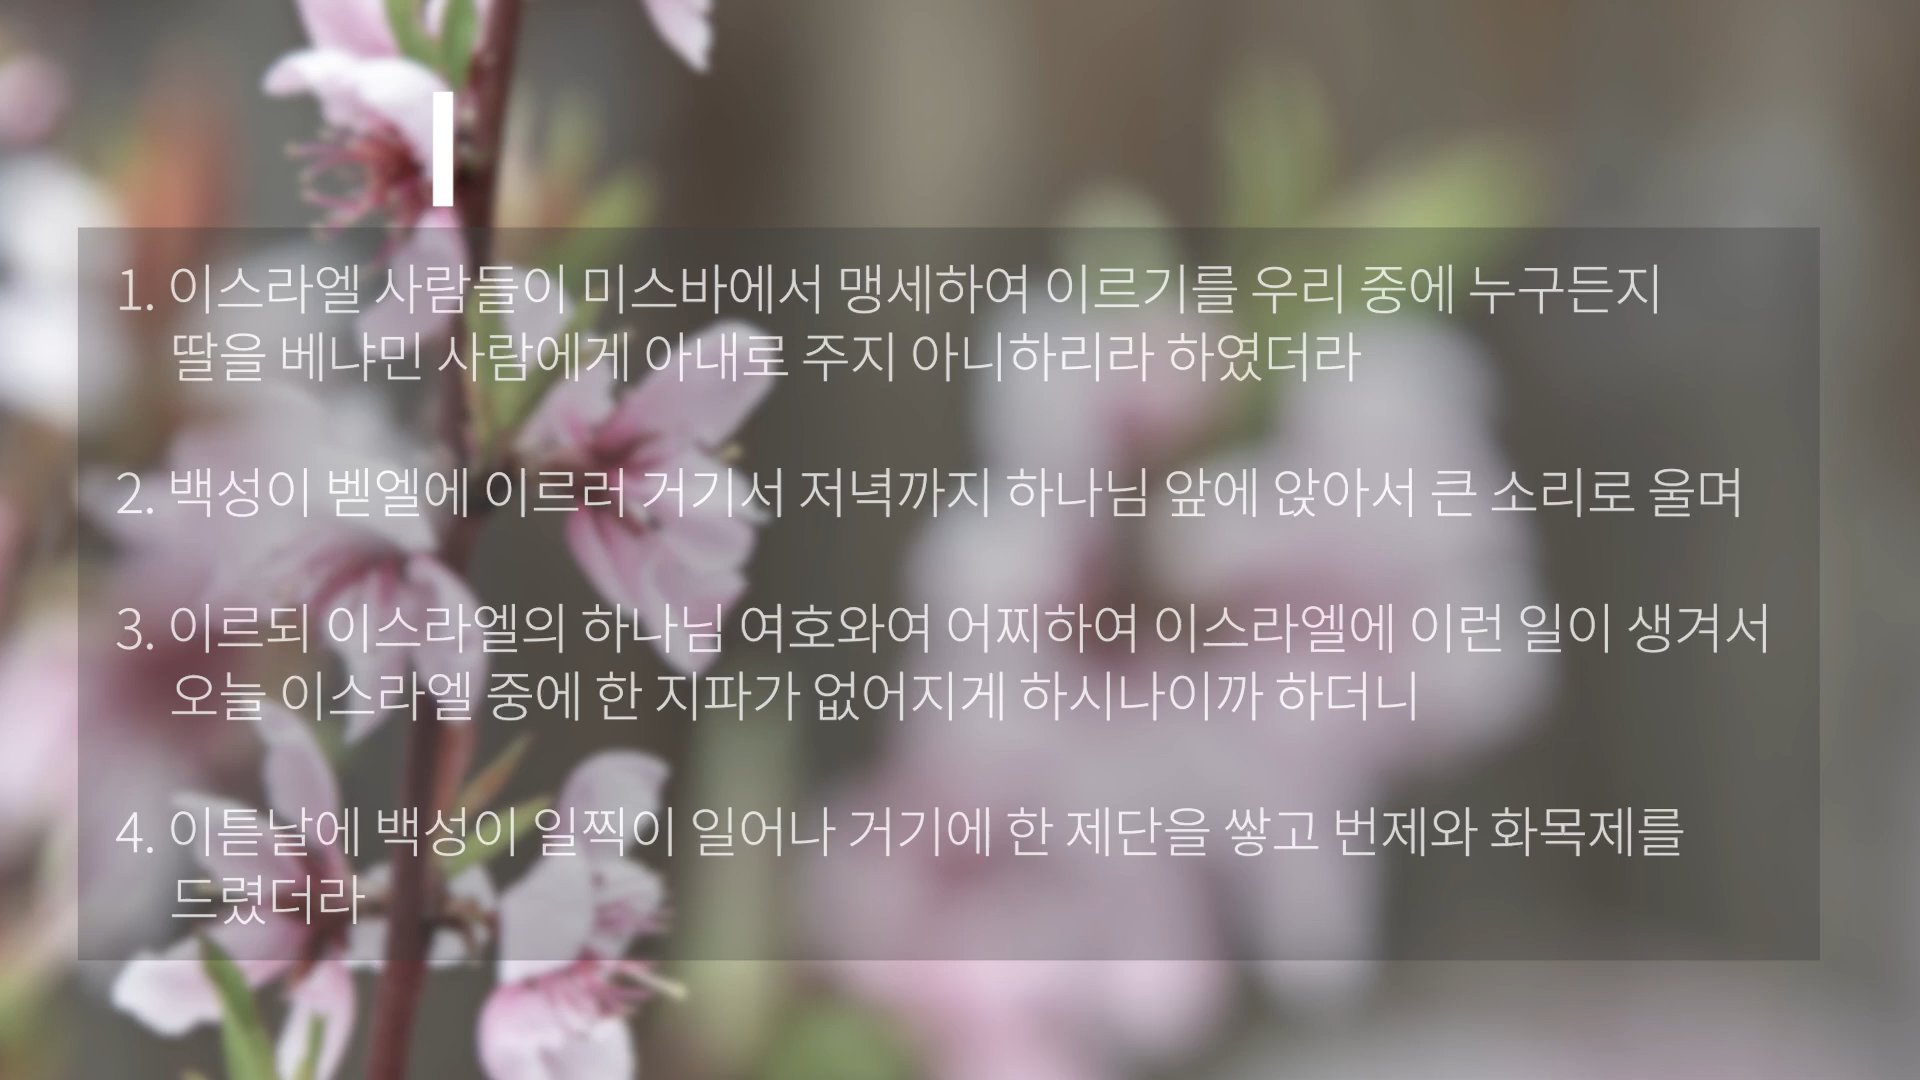 1. 이스라엘 사람들이 미스바에서 맹세하여 이르기를 우리 중에 누구든지
딸을 베냐민 사람에게 아내로 주지 아니하리라 하였더라
2. 백성이 벧엘에 이르러 거기서 저녁까지 하나님 앞에 앉아서 큰 소리로 울며
3. 이르되 이스라엘의 하나님 여호와여 어찌하여 이스라엘에 이런 일이 생겨서
오늘 이스라엘 중에 한 지파가 없어지게 하시나이까 하더니
4. 이튿날에 백성이 일찍이 일어나 거기에 한 제단을 쌓고 번제와 화목제를
드렸더라